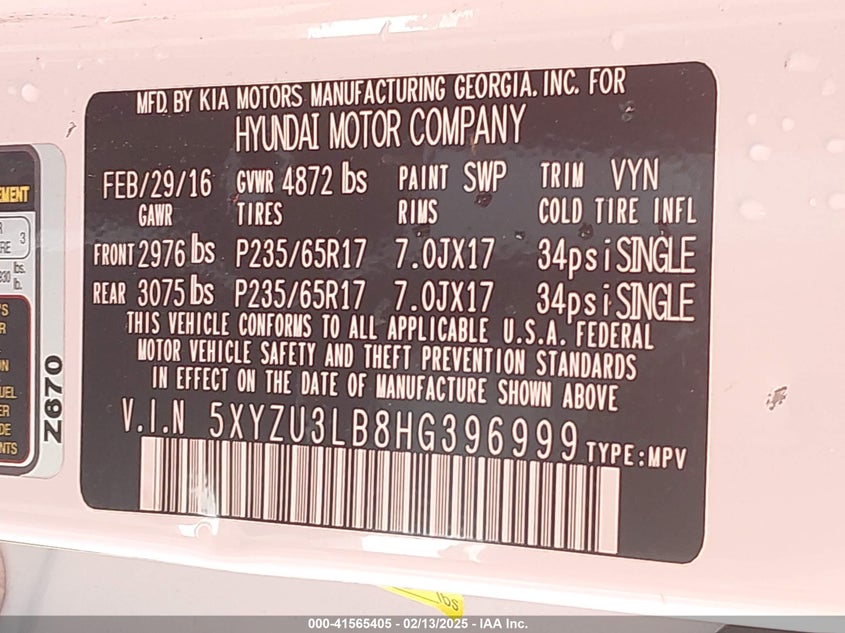 MFD. BY KIA MOTORS MANUFACTURING GEORGIA, INC. FOR
HYUNDAI MOTOR COMPANY
FEB/29/16 GVWR 4872 lbs PAINT SWP TRIM VYN
GAWR TIRES RIMS COLD TIRE INFL
FRONT 2976 lbs P235/65R17 7.0JX17 34psi SINGLE
REAR 3075 lbs P235/65R17 7.0JX17 34psi SINGLE
THIS VEHICLE CONFORMS TO ALL APPLICABLE U.S.A. FEDERAL
MOTOR VEHICLE SAFETY AND THEFT PREVENTION STANDARDS
IN EFFECT ON THE DATE OF MANUFACTURE SHOWN ABOVE
V.I.N 5XYZU3LB8HG396999 TYPE:MPV
3
lbs.
lb.
Z670
lbs
000-41565405 - 02/13/2025 - IAA Inc.